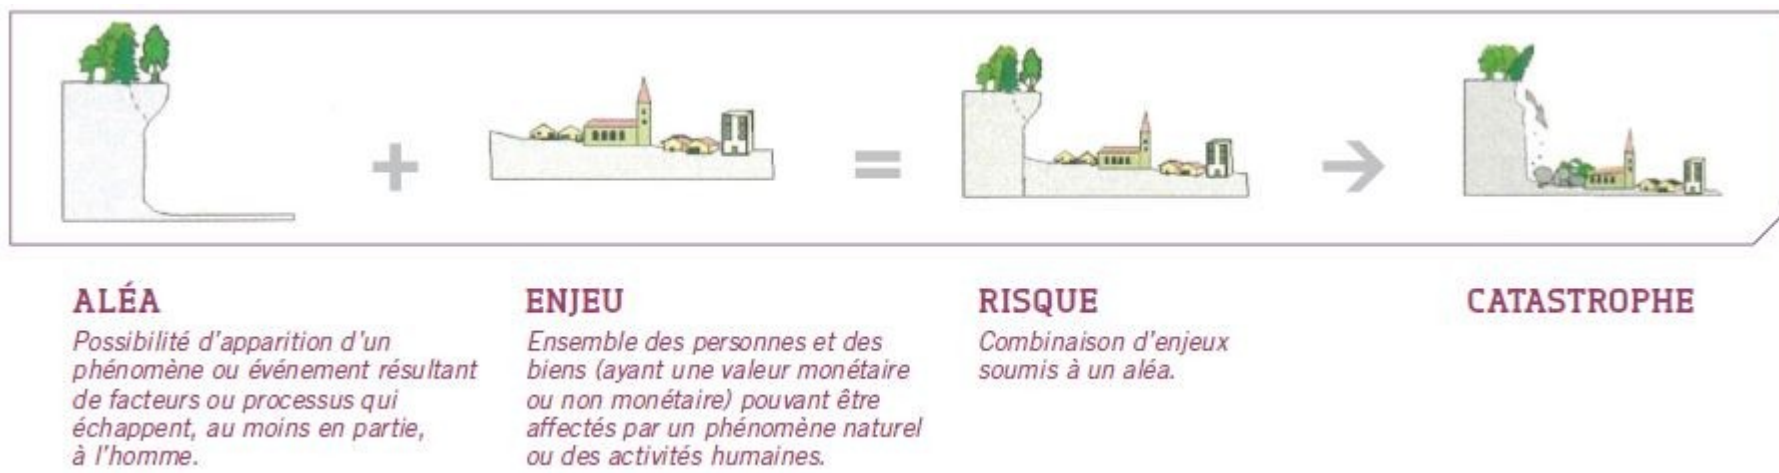 +
=
→
ALÉA
Possibilité d'apparition d'un
phénomène ou événement résultant
de facteurs ou processus qui
échappent, au moins en partie,
à l'homme.
ENJEU
Ensemble des personnes et des
biens (ayant une valeur monétaire
ou non monétaire) pouvant être
affectés par un phénomène naturel
ou des activités humaines.
RISQUE
Combinaison d'enjeux
soumis à un aléa.
CATASTROPHE